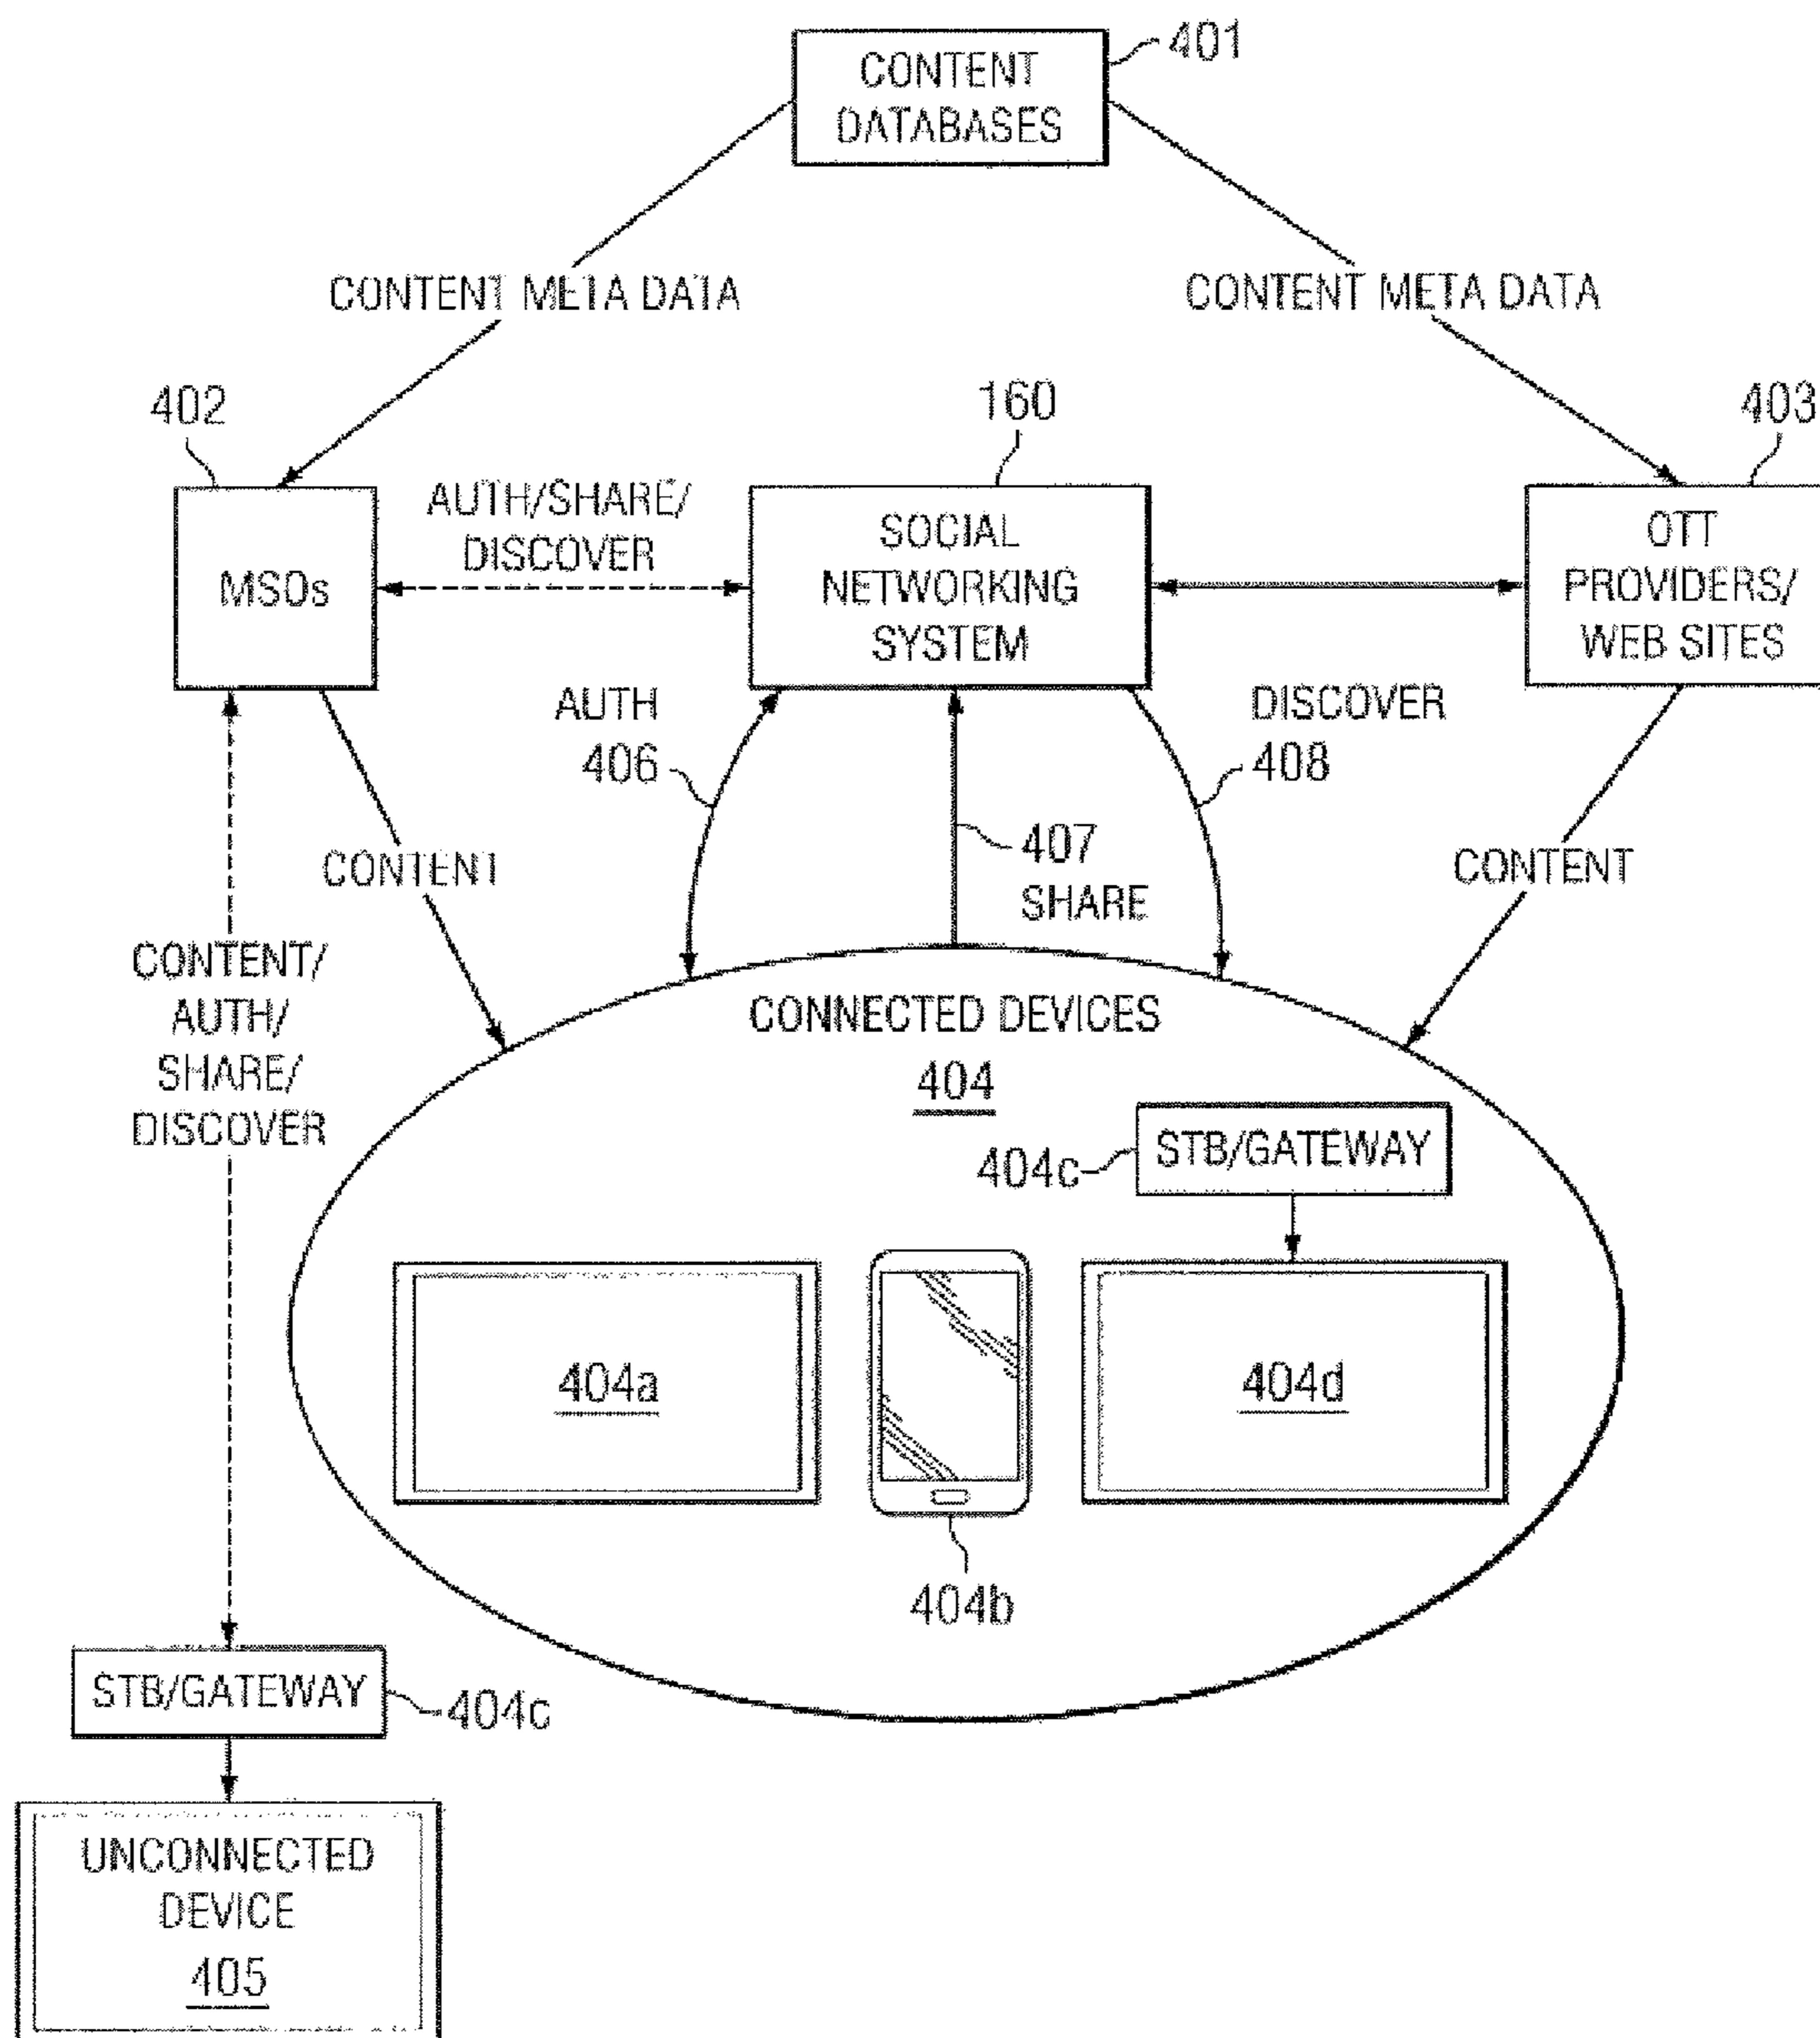 CONTENT
DATABASES
401
CONTENT META DATA
CONTENT META DATA
402
160
403
MSOs
AUTH/SHARE/
DISCOVER
SOCIAL
NETWORKING
SYSTEM
OTT
PROVIDERS/
WEB SITES
AUTH
406
DISCOVER
408
407
SHARE
CONTENT
CONTENT
CONTENT/
AUTH/
SHARE/
DISCOVER
CONNECTED DEVICES
404
404c
STB/GATEWAY
404a
404d
404b
STB/GATEWAY
404c
UNCONNECTED
DEVICE
405